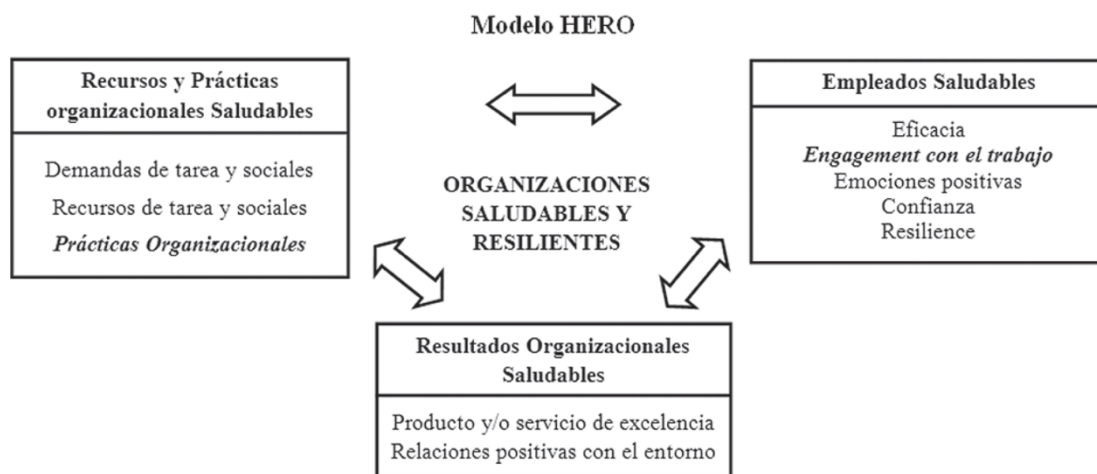 Modelo HERO
Recursos y Prácticas
organizacionales Saludables
Demandas de tarea y sociales
Recursos de tarea y sociales
Prácticas Organizacionales
ORGANIZACIONES
SALUDABLES Y
RESILIENTES
Empleados Saludables
Eficacia
Engagement con el trabajo
Emociones positivas
Confianza
Resilience
Resultados Organizacionales
Saludables
Producto y/o servicio de excelencia
Relaciones positivas con el entorno